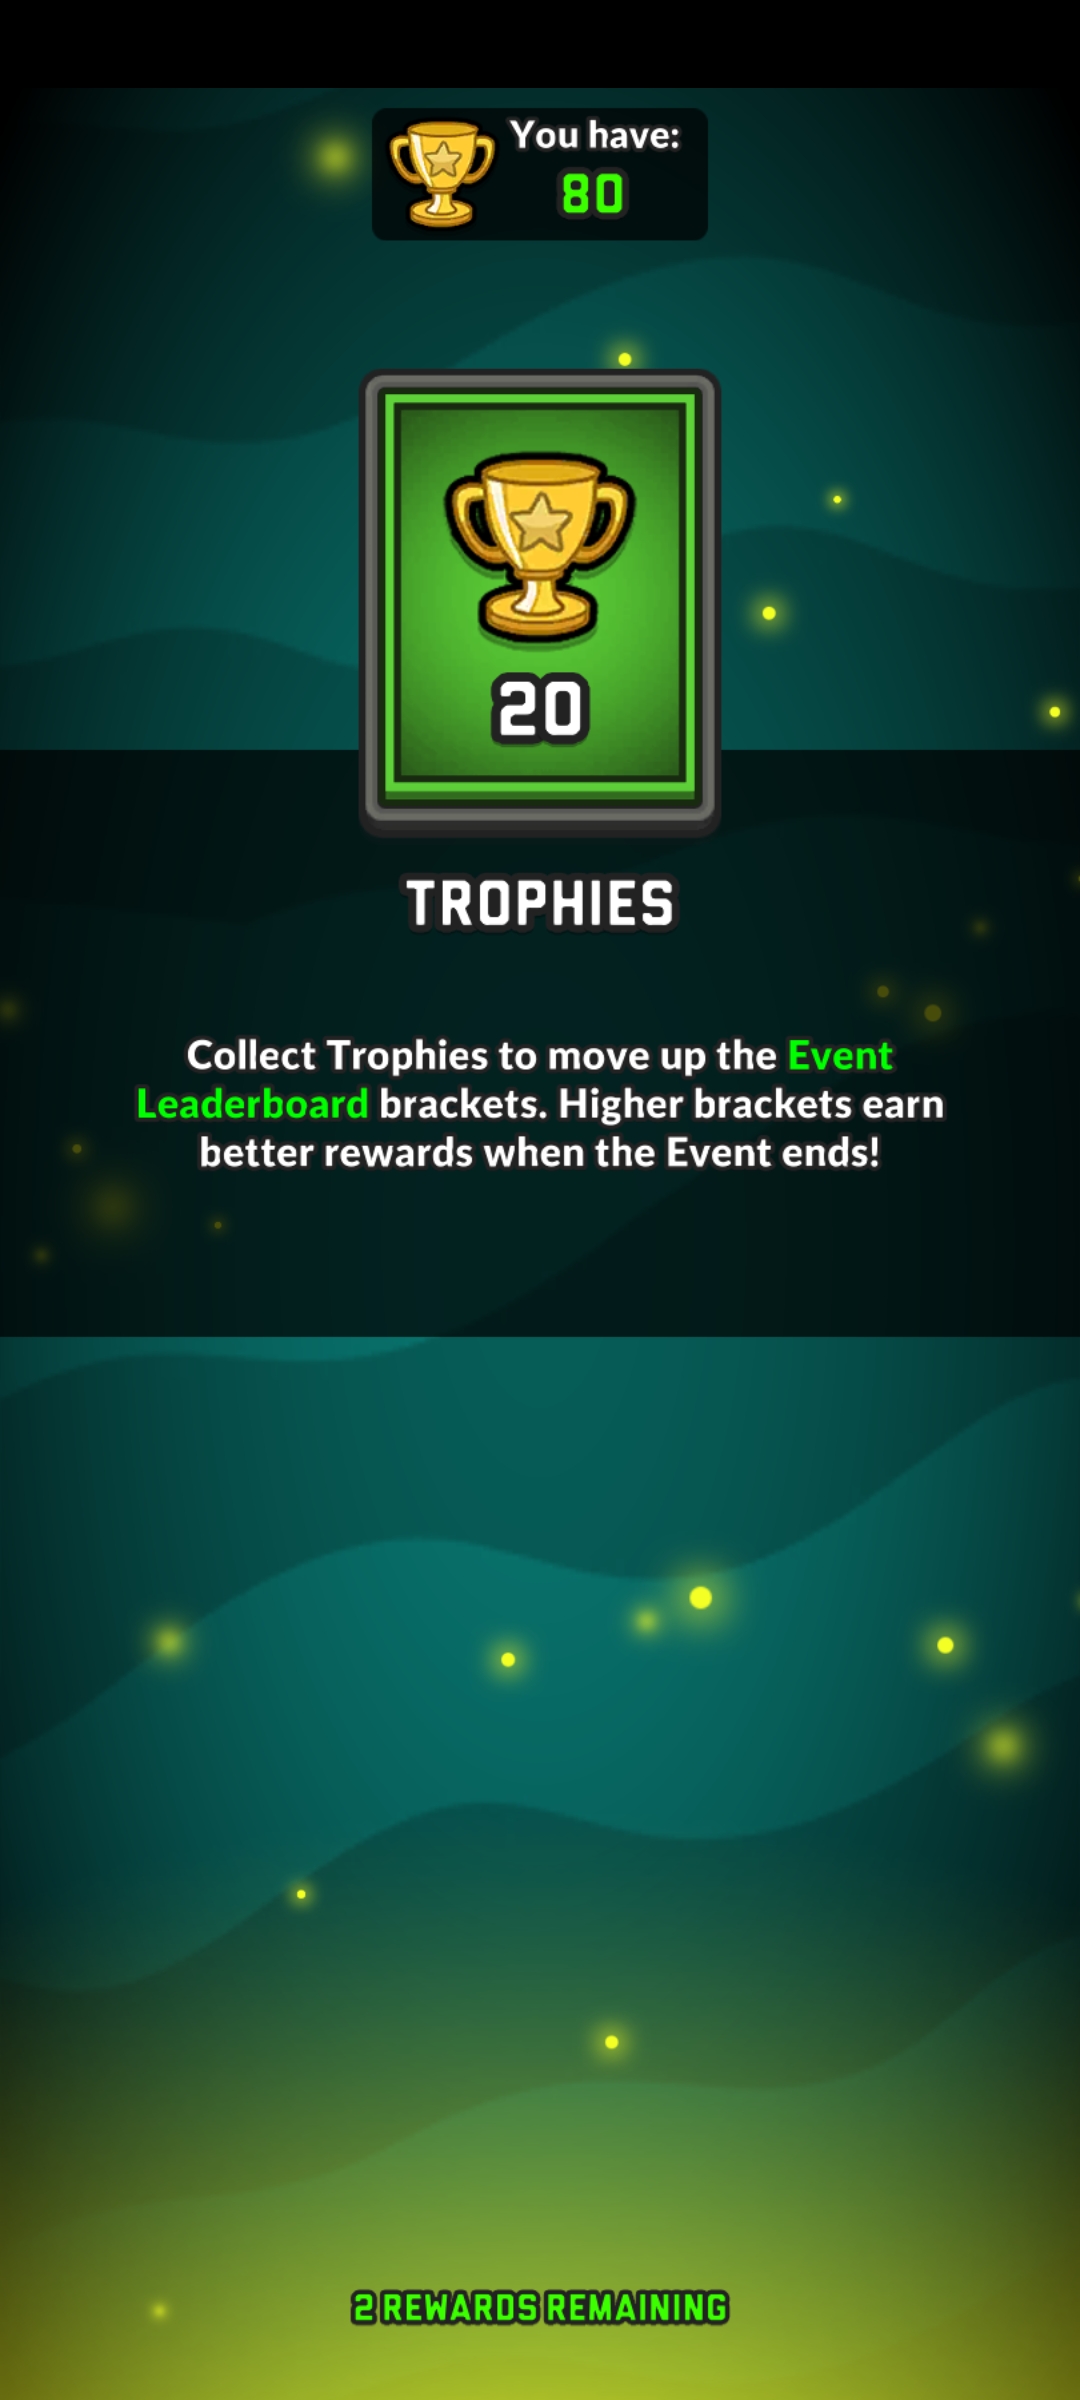 You have:
80
20
TROPHIES
Collect Trophies to move up the Event
Leaderboard brackets. Higher brackets earn
better rewards when the Event ends!
2 REWARDS REMAINING